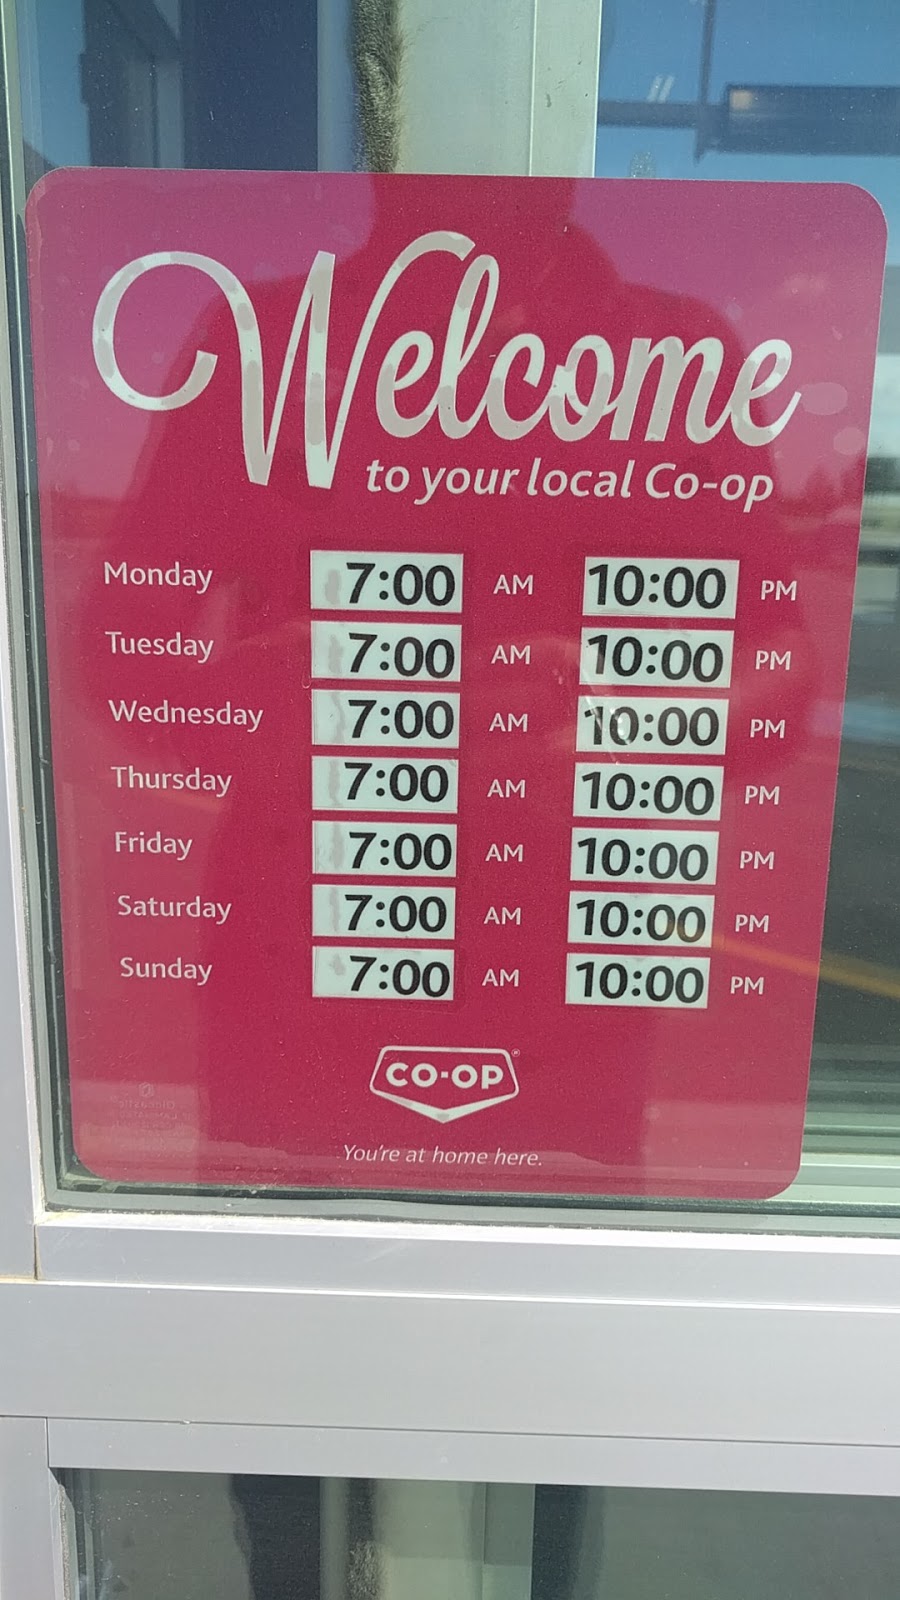 Welcome
to your local Co-op
Monday 7:00 AM 10:00 PM
Tuesday 7:00 AM 10:00 PM
Wednesday 7:00 AM 10:00 PM
Thursday 7:00 AM 10:00 PM
Friday 7:00 AM 10:00 PM
Saturday 7:00 AM 10:00 PM
Sunday 7:00 AM 10:00 PM
CO-OP®
You're at home here.